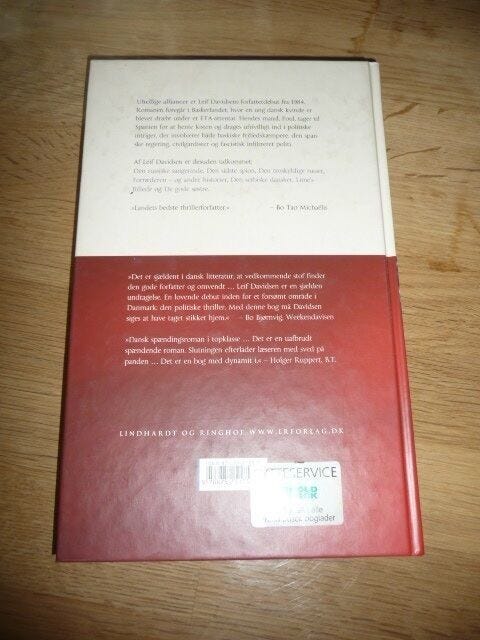 Uhellige alliancer er Leif Davidsens forfatterdebut fra 1984.
Romanen foregår i Baskerlandet, hvor en ung dansk kvinde er
blevet dræbt under et ETA-attentat. Hendes mand, Poul, tager til
Spanien for at hente kisten og drages ufrivilligt ind i politiske
intriger, der involverer både baskiske frihedskæmpere, den span-
ske regering, civilgardister og fascistisk infiltreret politi.
Af Leif Davidsen er desuden udkommet:
Den russiske sangerinde, Den sidste spion, Den troskyldige russer,
Forræderen – og andre historier, Den serbiske dansker, Lime's
billede og De gode søstre.
»Landets bedste thrillerforfatter.« – Bo Tao Michaëlis
»Det er sjældent i dansk litteratur, at vedkommende stof finder
den gode forfatter og omvendt ... Leif Davidsen er en sjælden
undtagelse. En lovende debut inden for et forsømt område i
Danmark: den politiske thriller. Med denne bog må Davidsen
siges at have taget stikket hjem.« – Bo Bjørnvig, Weekendavisen
»Dansk spændingsroman i topklasse ... Det er en uafbrudt
spændende roman. Slutningen efterlader læseren med sved på
panden ... Det er en bog med dynamit i.« – Holger Ruppert, B.T.
LINDHARDT OG RINGHOF WWW.LRFORLAG.DK
SERVICE
boglader